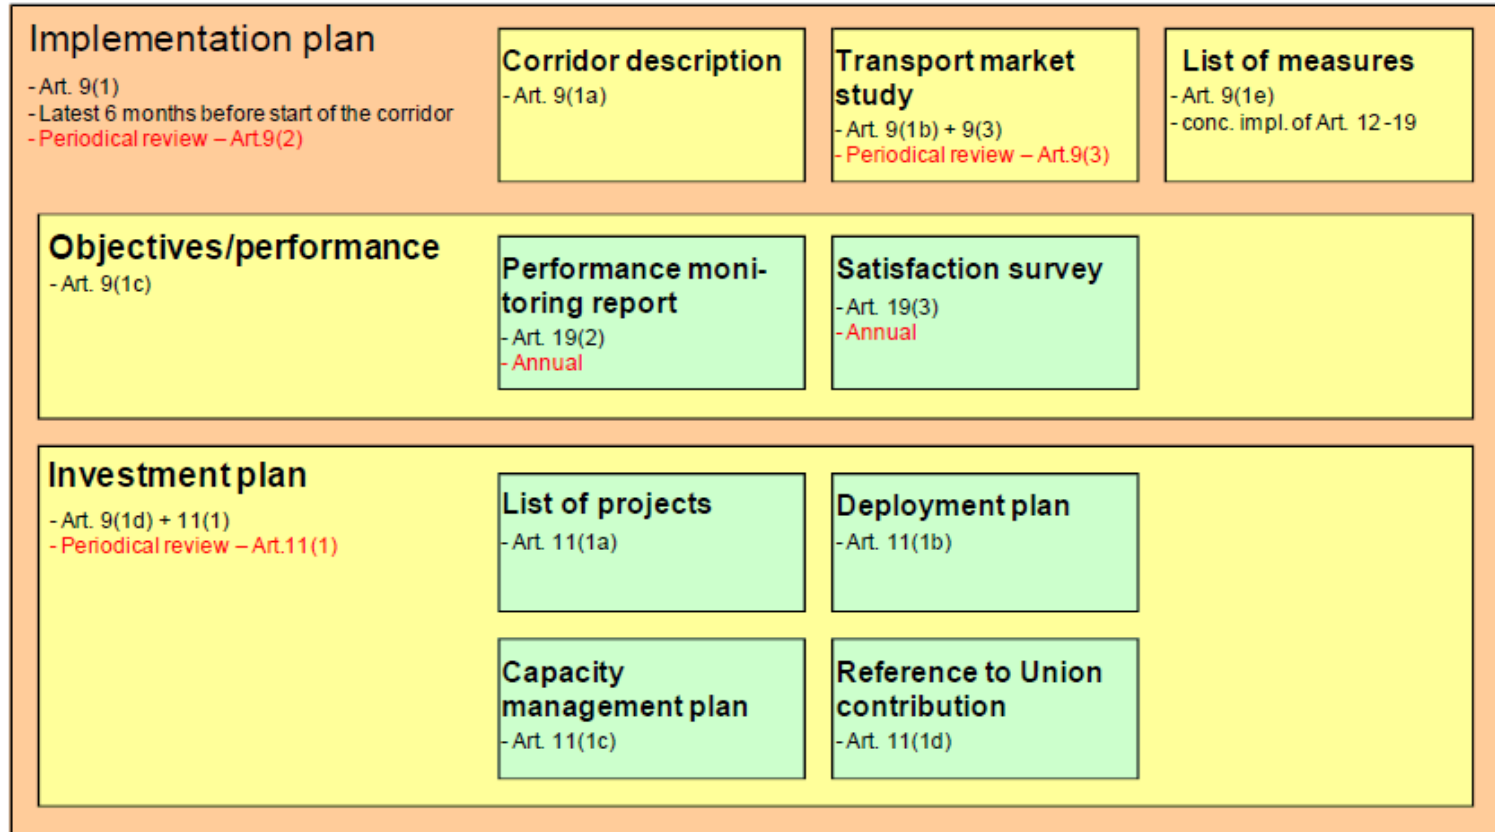 Implementation plan
- Art. 9(1)
- Latest 6 months before start of the corridor
- Periodical review – Art.9(2)
Corridor description
- Art. 9(1a)
Transport market
study
- Art. 9(1b) + 9(3)
- Periodical review – Art.9(3)
List of measures
- Art. 9(1e)
- conc. impl. of Art. 12-19
Objectives/performance
- Art. 9(1c)
Performance moni-
toring report
- Art. 19(2)
- Annual
Satisfaction survey
- Art. 19(3)
- Annual
Investment plan
- Art. 9(1d) + 11(1)
- Periodical review – Art.11(1)
List of projects
- Art. 11(1a)
Deployment plan
- Art. 11(1b)
Capacity
management plan
- Art. 11(1c)
Reference to Union
contribution
- Art. 11(1d)